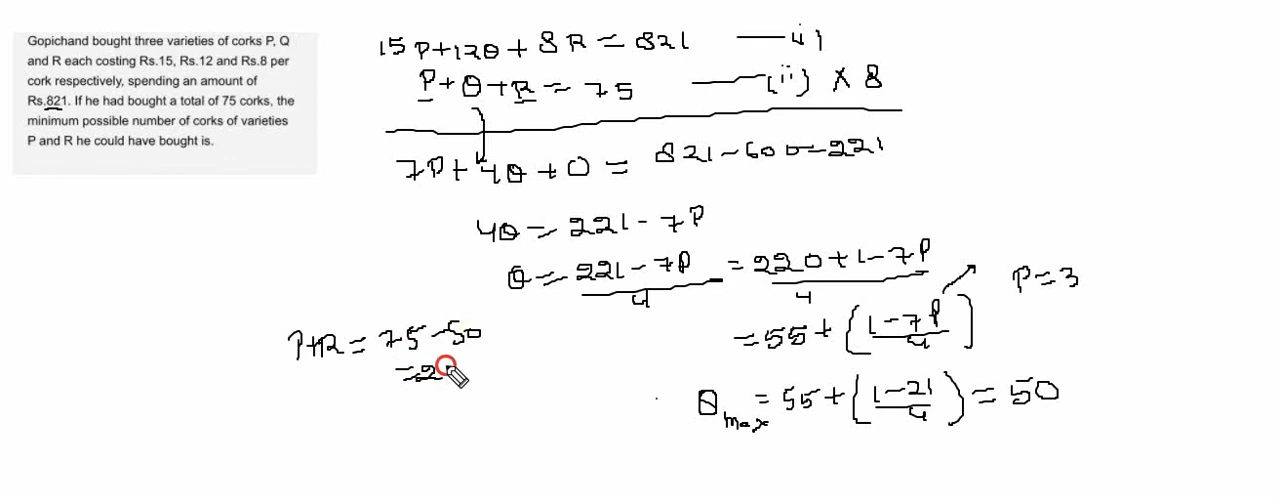 Gopichand bought three varieties of corks P, Q
and R each costing Rs.15, Rs.12 and Rs.8 per
cork respectively, spending an amount of
Rs.821. If he had bought a total of 75 corks, the
minimum possible number of corks of varieties
P and R he could have bought is.
15P+12Q+8R=821 —(i)
P+Q+R=75 —(ii) × 8
7P+4Q+0=821-600=221
4Q=221-7P
Q=221-7P/4=220+1-7P/4
P=3
=55+(1-7P/4)
P+R=75-50
=2
Qmax=55+(1-21/4)=50